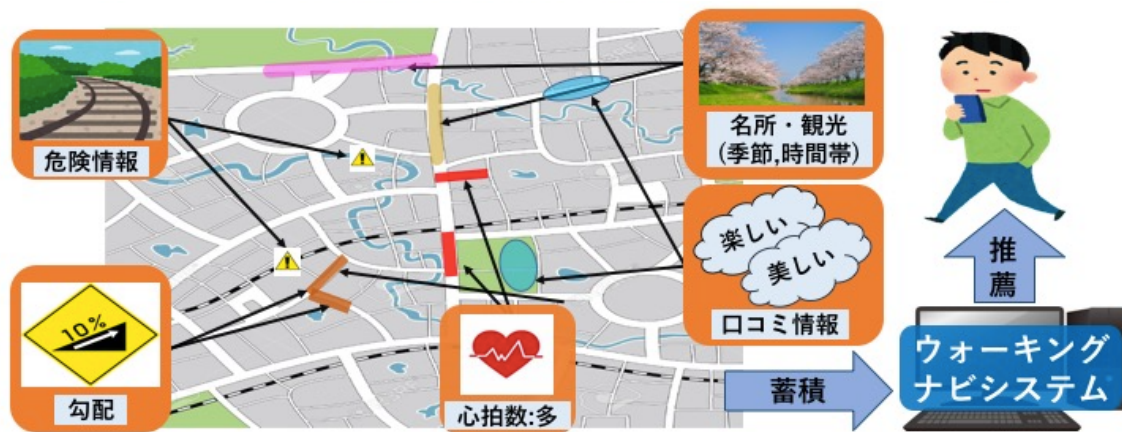 危険情報
名所・観光
(季節,時間帯)
楽しい
美しい
口コミ情報
10%
勾配
心拍数:多
蓄積
推薦
ウォーキング
ナビシステム